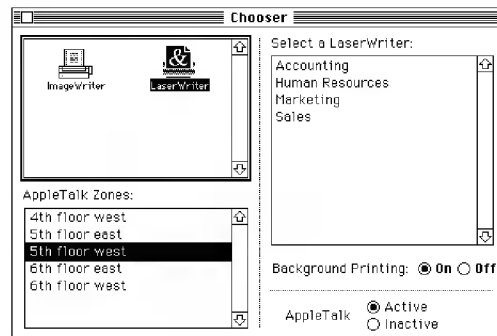 Chooser
ImageWriter
LaserWriter
AppleTalk Zones:
4th floor west
5th floor east
5th floor west
6th floor east
6th floor west
Select a LaserWriter:
Accounting
Human Resources
Marketing
Sales
Background Printing: On Off
AppleTalk
Active
Inactive